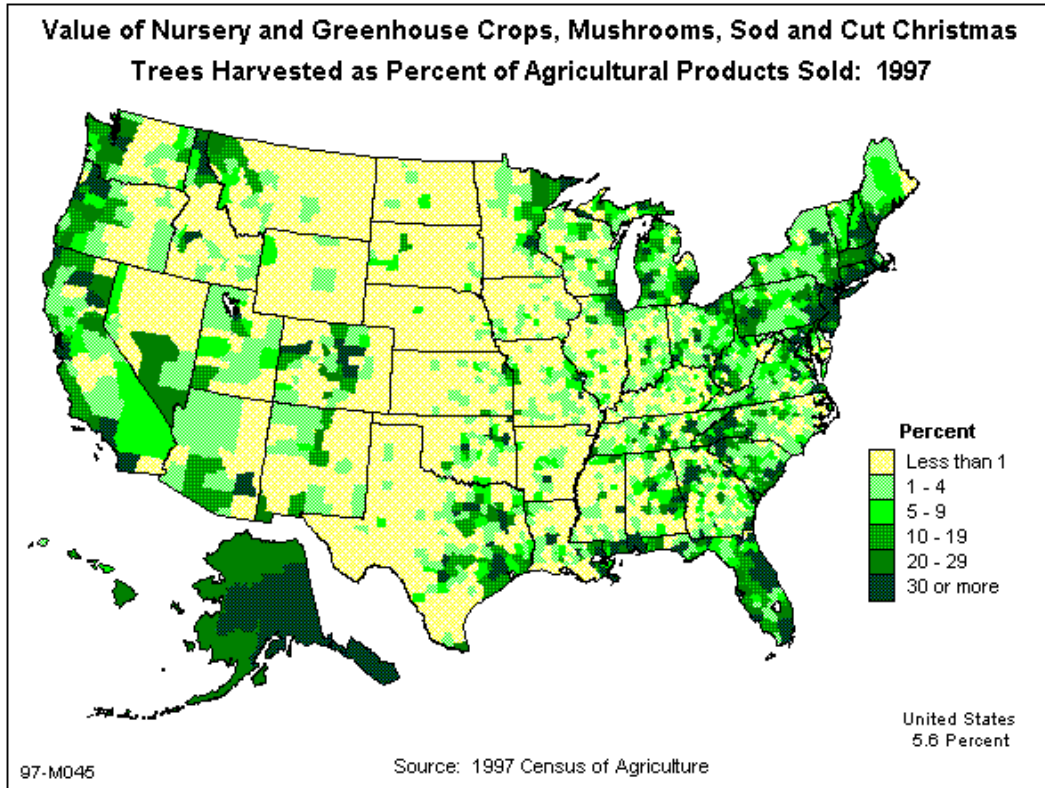 Value of Nursery and Greenhouse Crops, Mushrooms, Sod and Cut Christmas
Trees Harvested as Percent of Agricultural Products Sold: 1997
Percent
Less than 1
1 - 4
5 - 9
10 - 19
20 - 29
30 or more
United States
5.6 Percent
97-M045
Source: 1997 Census of Agriculture